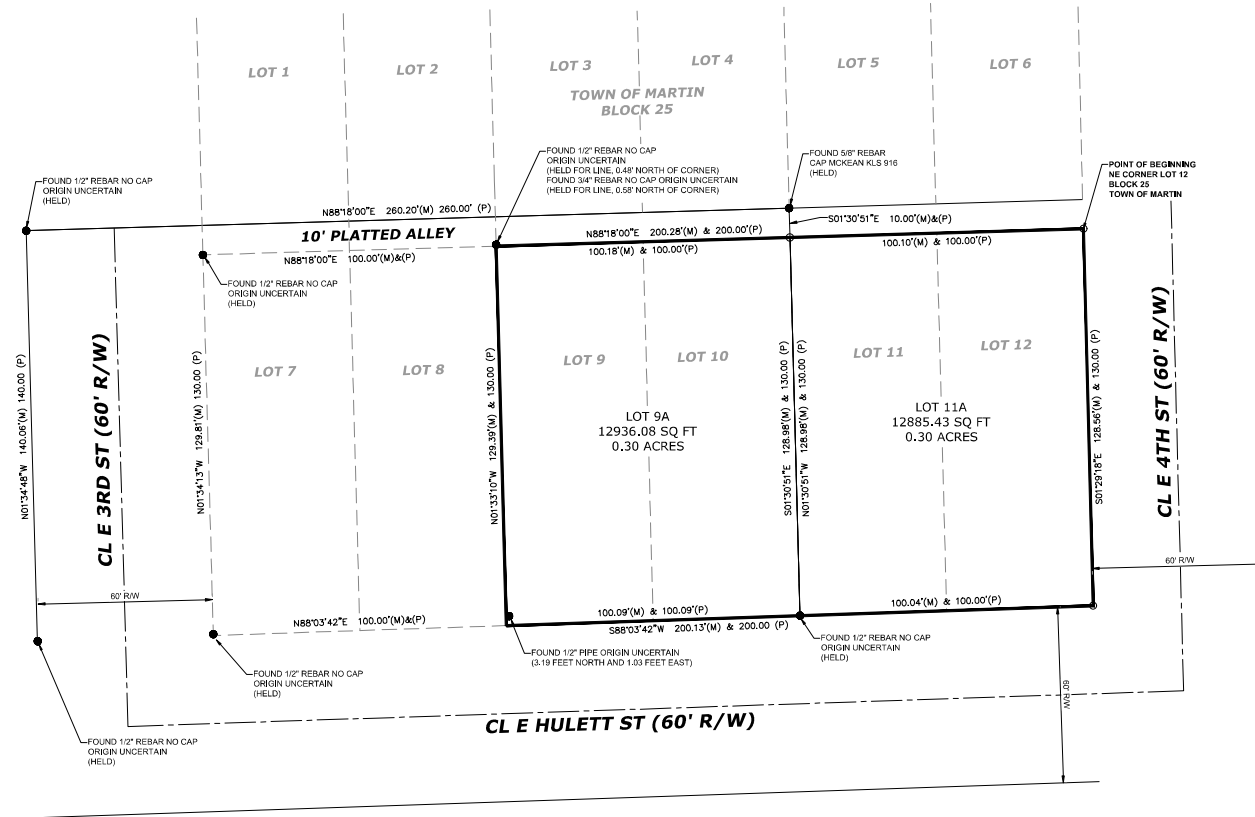 LOT 1
LOT 2
LOT 3
LOT 4
LOT 5
LOT 6
TOWN OF MARTIN
BLOCK 25
FOUND 1/2" REBAR NO CAP
ORIGIN UNCERTAIN
(HELD)
FOUND 1/2" REBAR NO CAP
ORIGIN UNCERTAIN
(HELD FOR LINE, 0.48' NORTH OF CORNER)
FOUND 3/4" REBAR NO CAP ORIGIN UNCERTAIN
(HELD FOR LINE, 0.58' NORTH OF CORNER)
FOUND 5/8" REBAR
CAP MCKEAN KLS 916
(HELD)
POINT OF BEGINNING
NE CORNER LOT 12
BLOCK 25
TOWN OF MARTIN
N88°18'00"E 260.20'(M) 260.00' (P)
S01°30'51"E 10.00'(M)&(P)
10' PLATTED ALLEY
N88°18'00"E 200.28'(M) & 200.00'(P)
100.18'(M) & 100.00'(P)
100.10'(M) & 100.00'(P)
N88°18'00"E 100.00'(M)&(P)
FOUND 1/2" REBAR NO CAP
ORIGIN UNCERTAIN
(HELD)
N01°34'48"W 140.06'(M) 140.00 (P)
CL E 3RD ST (60' R/W)
N01°34'13"W 129.81'(M) 130.00 (P)
LOT 7
LOT 8
N01°33'10"W 129.39'(M) & 130.00 (P)
LOT 9
LOT 10
LOT 9A
12936.08 SQ FT
0.30 ACRES
S01°30'51"E 128.98'(M) & 130.00 (P)
N01°30'51"W 128.98'(M) & 130.00 (P)
LOT 11
LOT 12
LOT 11A
12885.43 SQ FT
0.30 ACRES
S01°29'18"E 128.56'(M) & 130.00 (P)
CL E 4TH ST (60' R/W)
60' R/W
60' R/W
N88°03'42"E 100.00'(M)&(P)
100.09'(M) & 100.09'(P)
S88°03'42"W 200.13'(M) & 200.00 (P)
100.04'(M) & 100.00'(P)
FOUND 1/2" PIPE ORIGIN UNCERTAIN
(3.19 FEET NORTH AND 1.03 FEET EAST)
FOUND 1/2" REBAR NO CAP
ORIGIN UNCERTAIN
(HELD)
FOUND 1/2" REBAR NO CAP
ORIGIN UNCERTAIN
(HELD)
60' R/W
CL E HULETT ST (60' R/W)
FOUND 1/2" REBAR NO CAP
ORIGIN UNCERTAIN
(HELD)